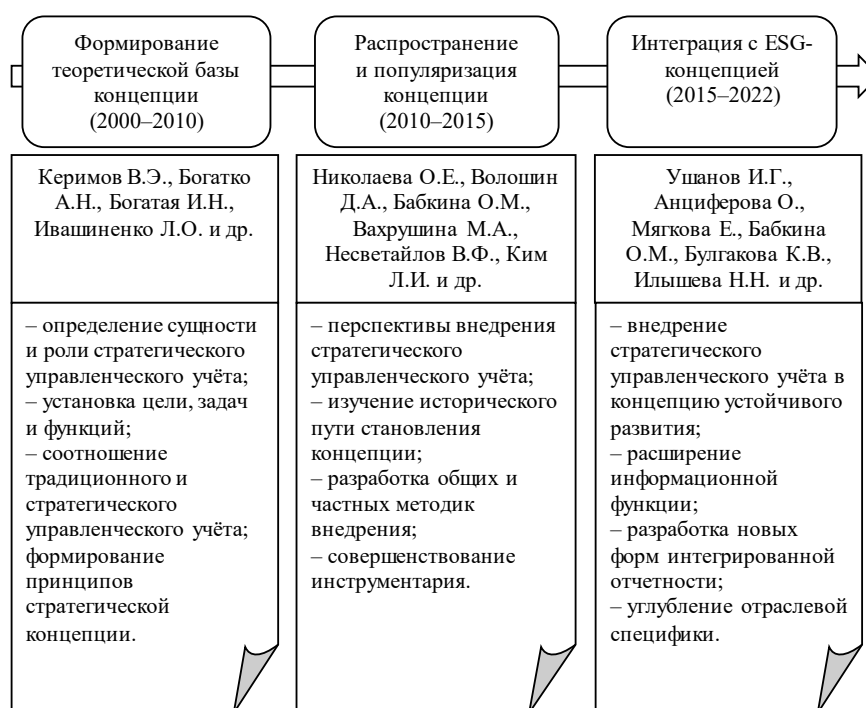 Формирование
теоретической базы
концепции
(2000–2010)
Распространение
и популяризация
концепции
(2010–2015)
Интеграция с ESG-
концепцией
(2015–2022)
Керимов В.Э., Богатко
А.Н., Богатая И.Н.,
Ивашиненко Л.О. и др.
Николаева О.Е., Волошин
Д.А., Бабкина О.М.,
Вахрушина М.А.,
Несветайлов В.Ф., Ким
Л.И. и др.
Ушанов И.Г.,
Анциферова О.,
Мягкова Е., Бабкина
О.М., Булгакова К.В.,
Илышева Н.Н. и др.
– определение сущности
и роли стратегического
управленческого учёта;
– установка цели, задач
и функций;
– соотношение
традиционного и
стратегического
управленческого учёта;
формирование
принципов
стратегической
концепции.
– перспективы внедрения
стратегического
управленческого учёта;
– изучение исторического
пути становления
концепции;
– разработка общих и
частных методик
внедрения;
– совершенствование
инструментария.
– внедрение
стратегического
управленческого учёта в
концепцию устойчивого
развития;
– расширение
информационной
функции;
– разработка новых
форм интегрированной
отчетности;
– углубление отраслевой
специфики.